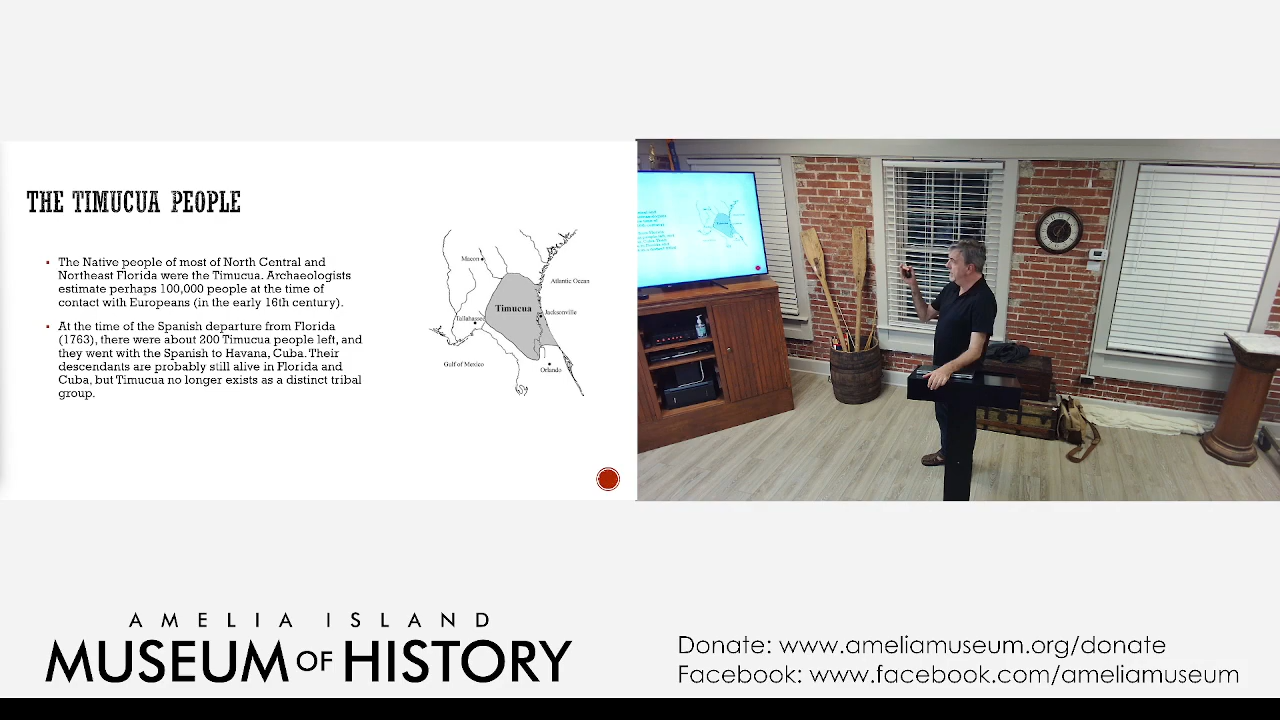 THE TIMUCUA PEOPLE
▪ The Native people of most of North Central and
Northeast Florida were the Timucua. Archaeologists
estimate perhaps 100,000 people at the time of
contact with Europeans (in the early 16th century).
▪ At the time of the Spanish departure from Florida
(1763), there were about 200 Timucua people left, and
they went with the Spanish to Havana, Cuba. Their
descendants are probably still alive in Florida and
Cuba, but Timucua no longer exists as a distinct tribal
group.
Macon
Atlantic Ocean
Timucua
Jacksonville
Tallahassee
Gulf of Mexico
Orlando
AMELIA ISLAND
MUSEUM OF HISTORY
Donate: www.ameliamuseum.org/donate
Facebook: www.facebook.com/ameliamuseum